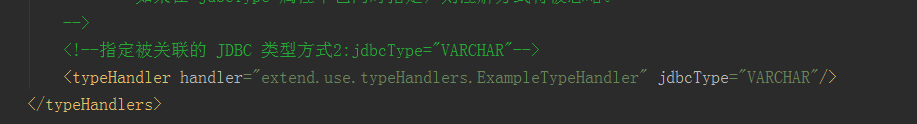 -->
<!--指定被关联的 JDBC 类型方式2:jdbcType="VARCHAR"-->
<typeHandler handler="extend.use.typeHandlers.ExampleTypeHandler" jdbcType="VARCHAR"/>
</typeHandlers>